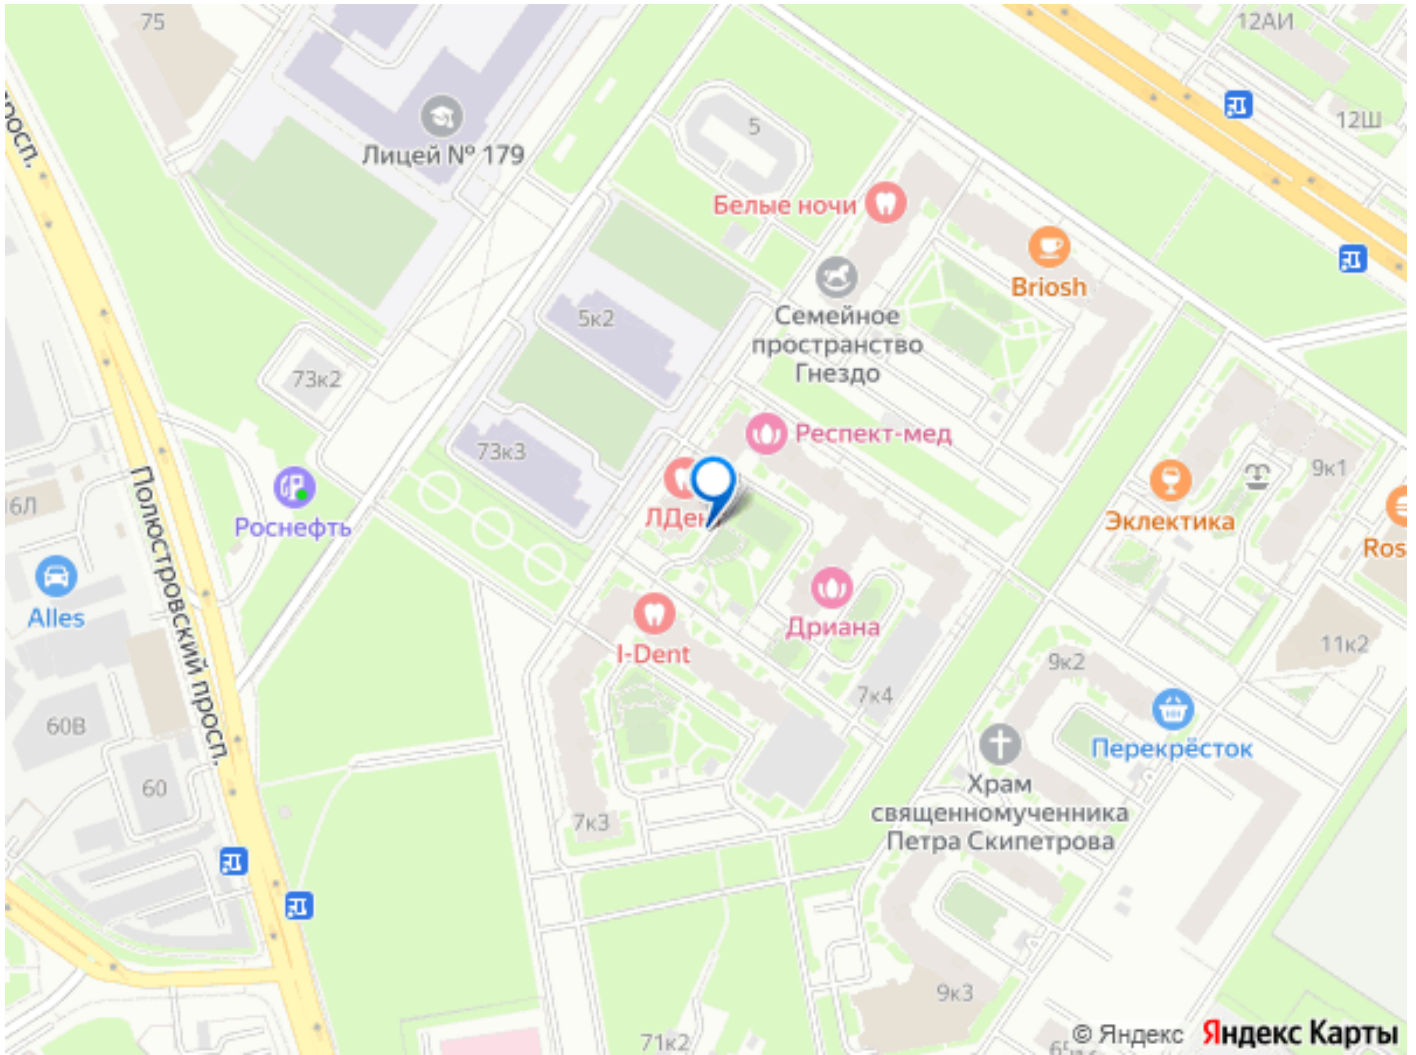 75
12АИ
12Ш
Лицей № 179
5
Белые ночи
Briosh
5к2
Семейное
пространство
Гнездо
73к2
Респект-мед
73к3
9к1
6Л
Роснефть
ЛДен
Эклектика
Ros
Alles
Полюстровский просп.
просп.
Дриана
I-Dent
11к2
9к2
7к4
60В
Перекрёсток
60
Храм
священномученника
Петра Скипетрова
7к3
9к3
71к2
© Яндекс Яндекс Карты